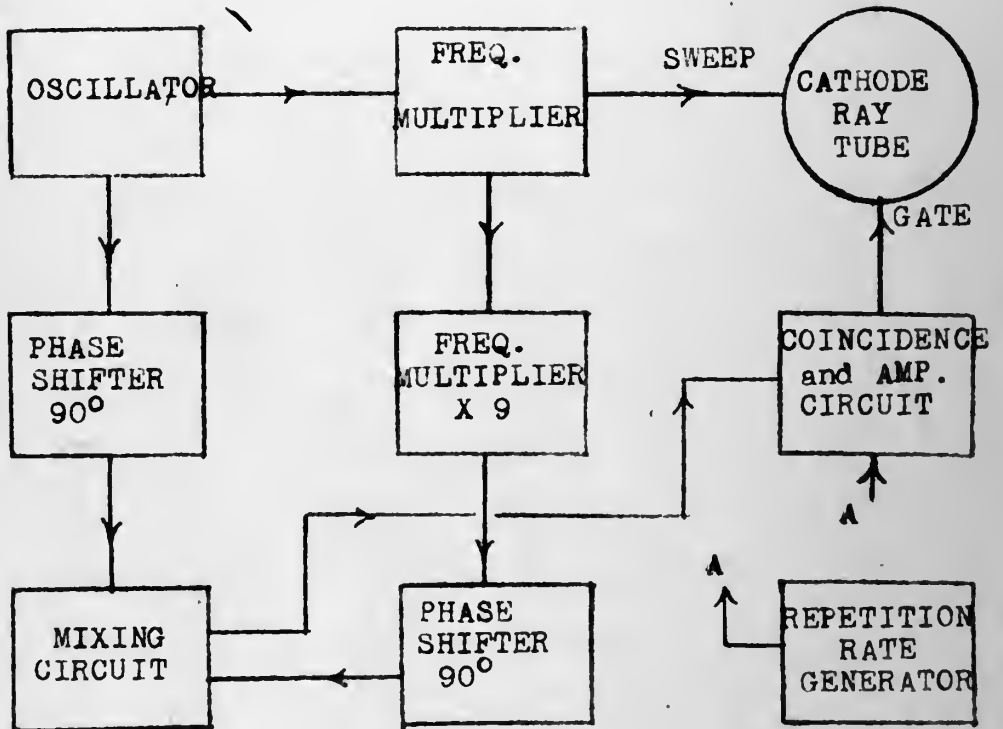 OSCILLATOR
FREQ.
MULTIPLIER
SWEEP
CATHODE
RAY
TUBE
GATE
PHASE
SHIFTER
90°
FREQ.
MULTIPLIER
X 9
COINCIDENCE
and AMP.
CIRCUIT
A
MIXING
CIRCUIT
PHASE
SHIFTER
90°
A
REPETITION
RATE
GENERATOR